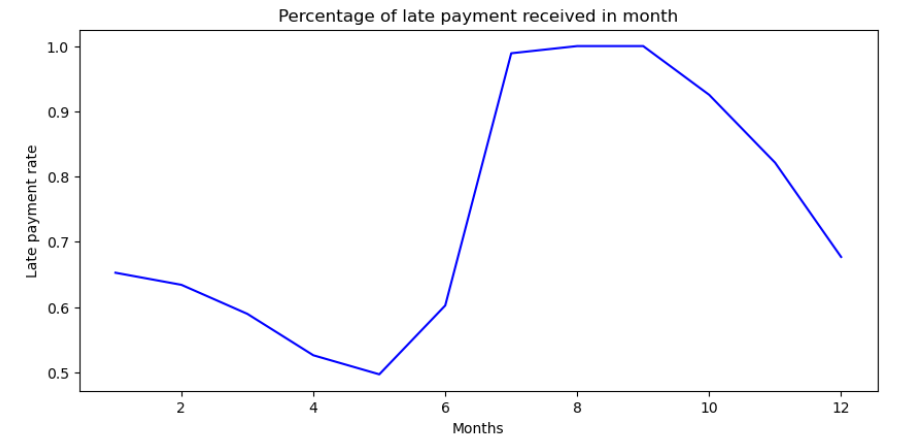 Percentage of late payment received in month
1.0
0.9
0.8
0.7
0.6
0.5
Late payment rate
2 4 6 8 10 12
Months